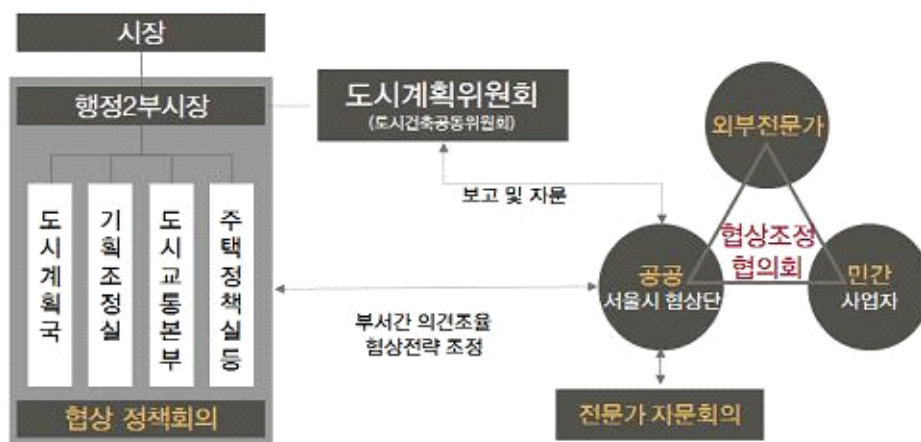 시장
행정2부시장
도시계획국
기획조정실
도시교통본부
주택정책실등
협상 정책회의
도시계획위원회
(도시건축공동위원회)
보고 및 자문
부서간 의견조율
협상전략 조정
외부전문가
협상조정
협의회
공공
서울시 협상단
민간
사업자
전문가 자문회의